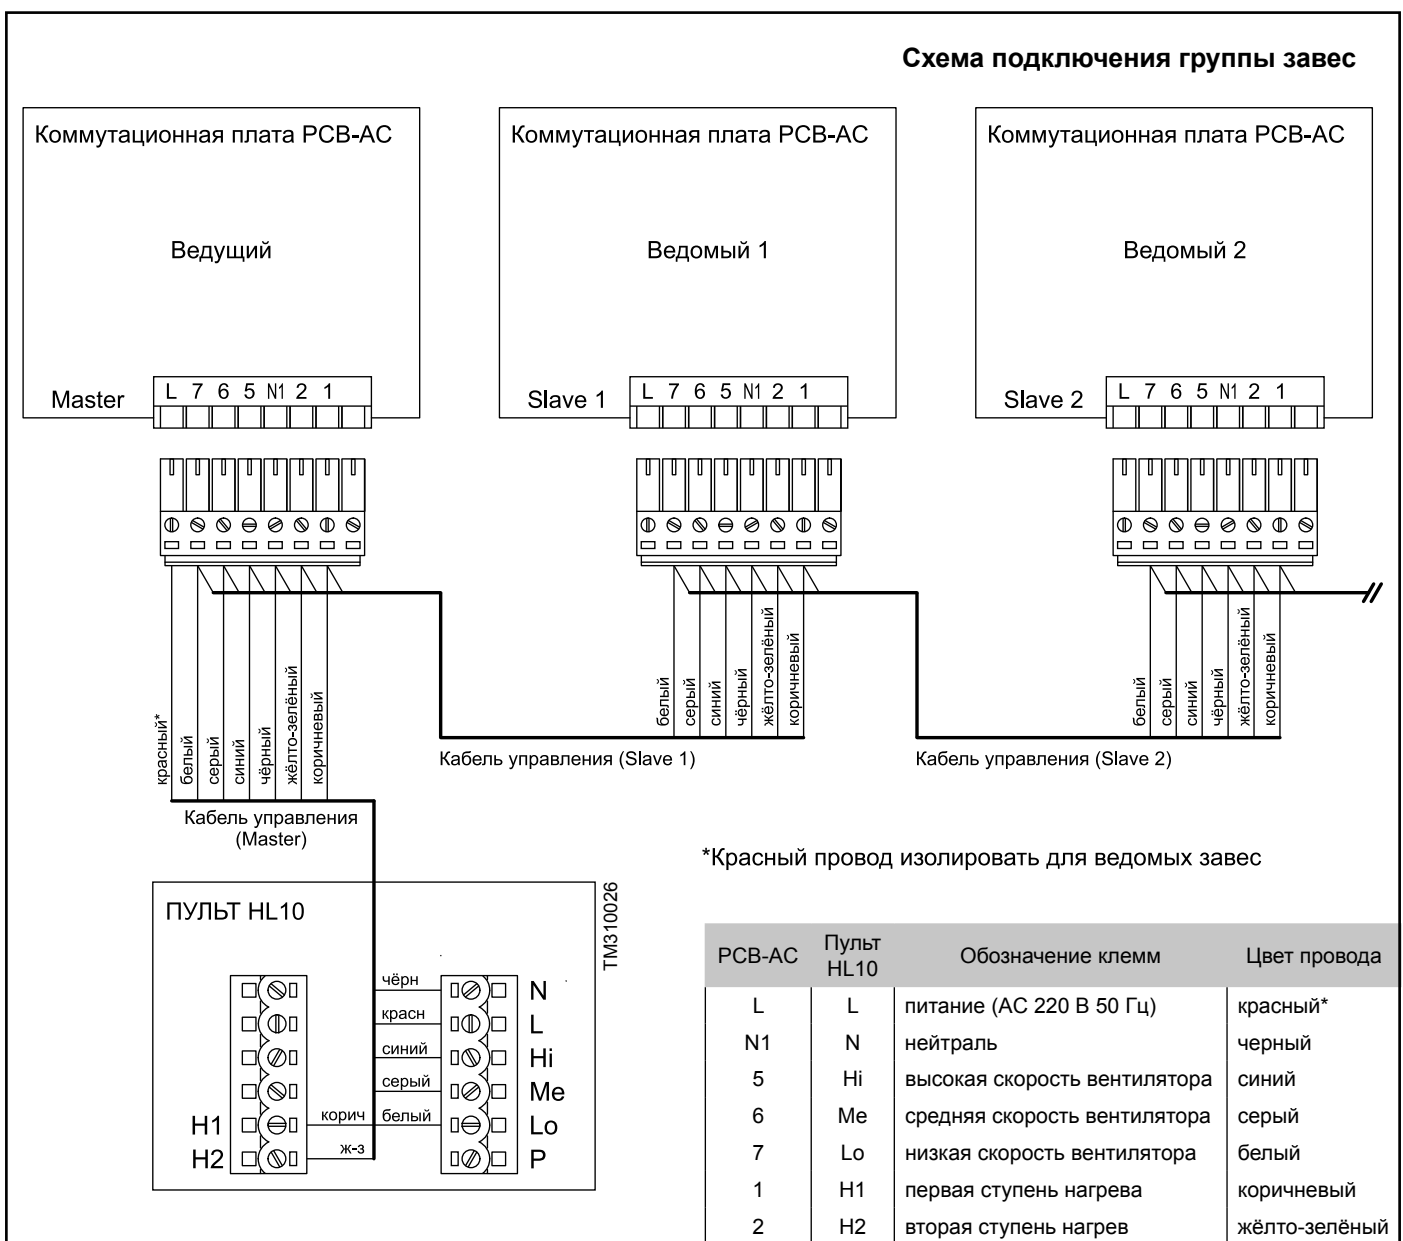 Схема подключения группы завес
Коммутационная плата PCB-AC
Ведущий
Master
L 7 6 5 N1 2 1
Коммутационная плата PCB-AC
Ведомый 1
Slave 1
L 7 6 5 N1 2 1
Коммутационная плата PCB-AC
Ведомый 2
Slave 2
L 7 6 5 N1 2 1
красный*
белый
серый
синий
чёрный
жёлто-зелёный
коричневый
белый
серый
синий
чёрный
жёлто-зелёный
коричневый
белый
серый
синий
чёрный
жёлто-зелёный
коричневый
Кабель управления (Slave 1)
Кабель управления (Slave 2)
Кабель управления
(Master)
*Красный провод изолировать для ведомых завес
ПУЛЬТ HL10
TM310026
чёрн N
красн L
синий Hi
серый Me
H1 корич белый Lo
H2 ж-з P
PCB-AC Пульт HL10 Обозначение клемм Цвет провода
L L питание (AC 220 В 50 Гц) красный*
N1 N нейтраль черный
5 Hi высокая скорость вентилятора синий
6 Me средняя скорость вентилятора серый
7 Lo низкая скорость вентилятора белый
1 H1 первая ступень нагрева коричневый
2 H2 вторая ступень нагрев жёлто-зелёный